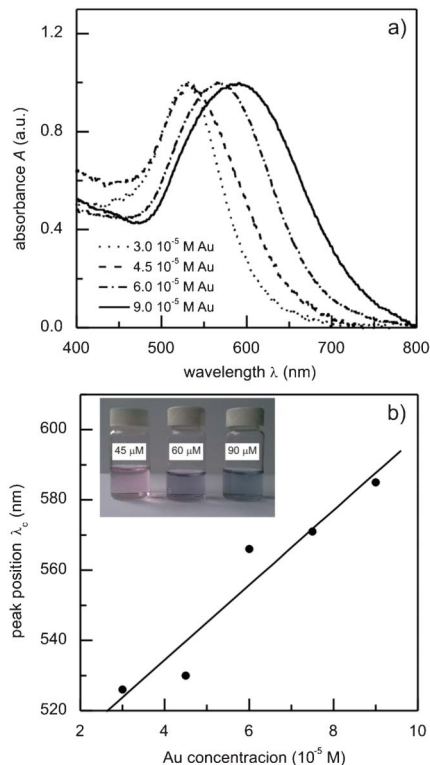 a)
1.2
0.8
0.4
0.0
absorbance A (a.u.)
3.0 10⁻⁵ M Au
4.5 10⁻⁵ M Au
6.0 10⁻⁵ M Au
9.0 10⁻⁵ M Au
400 500 600 700 800
wavelength λ (nm)
b)
600
580
560
540
520
peak position λc (nm)
45 μM 60 μM 90 μM
2 4 6 8 10
Au concentracion (10⁻⁵ M)